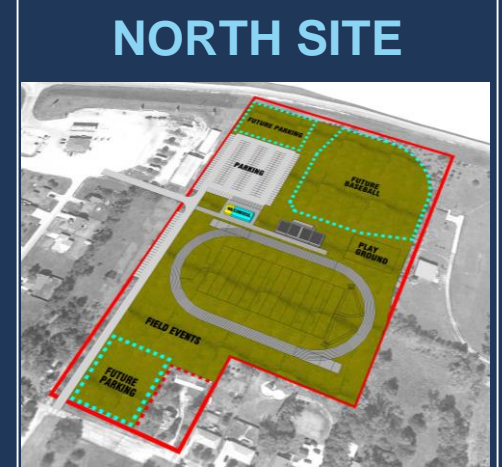 NORTH SITE
FUTURE PARKING
PARKING
FUTURE
BASEBALL
PLAY
GROUND
FIELD EVENTS
FUTURE
PARKING